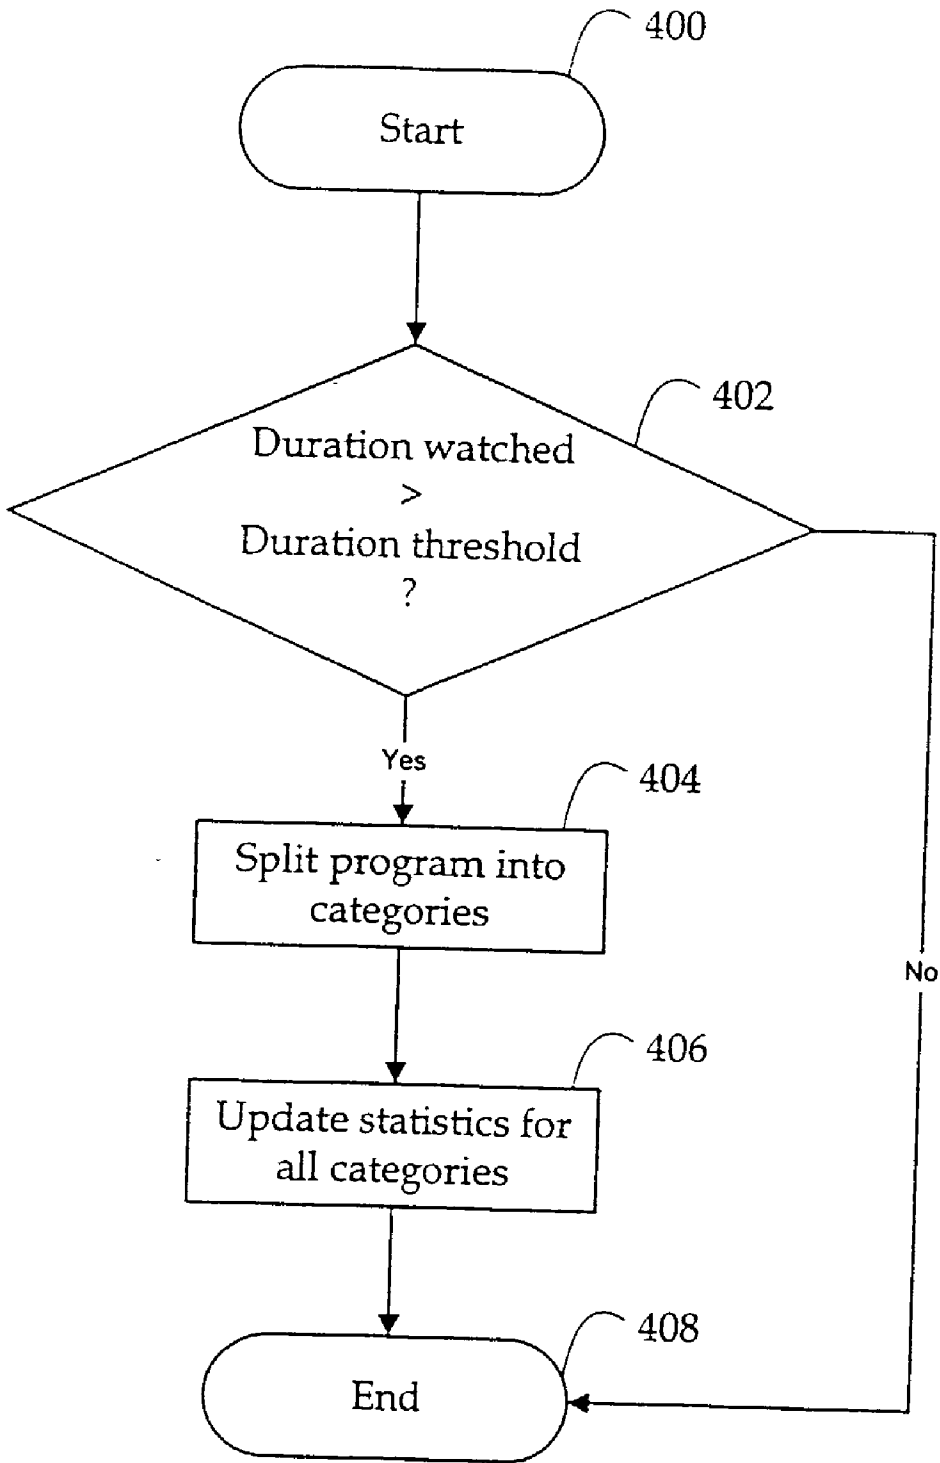 400
Start
402
Duration watched
>
Duration threshold
?
Yes
404
Split program into
categories
No
406
Update statistics for
all categories
408
End